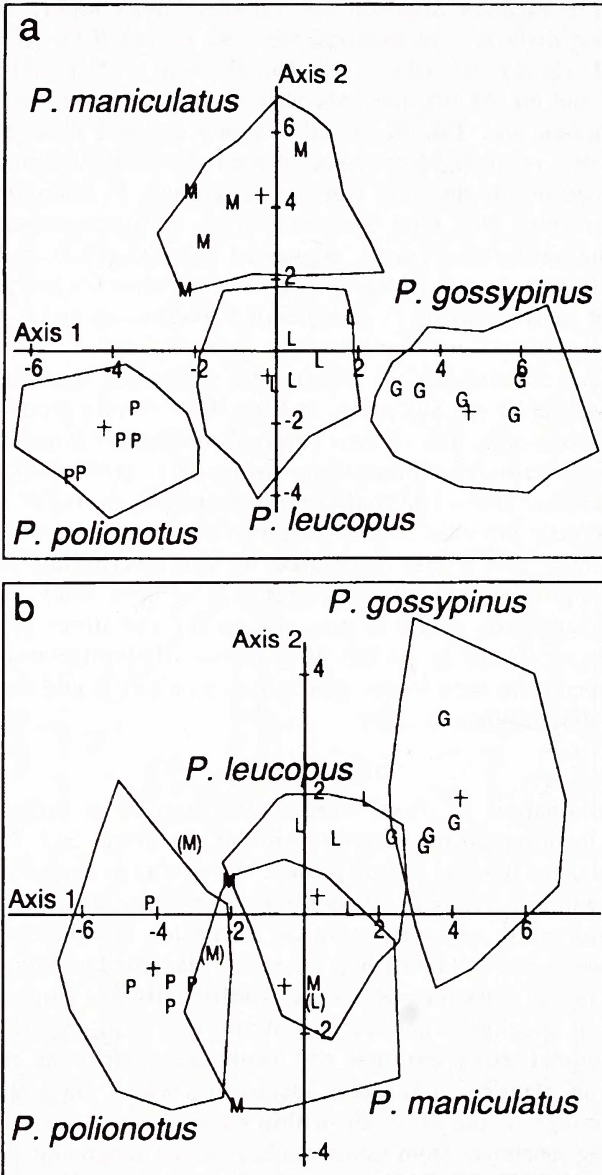 a
Axis 2
P. maniculatus
6
M
M
M
4
M
M
2
P. gossypinus
L
Axis 1
L
L
-6
-4
-2
2
4
6
L
L
G
G
G
G
P
-2
G
P P
P P
-4
P. polionotus
P. leucopus
b
P. gossypinus
Axis 2
4
G
P. leucopus
2
L
L
L
G
G
G
G
(M)
M
P
L
Axis 1
-6
-4
-2
2
4
6
(M)
P
P
P
M
P
(L)
-2
M
P. polionotus
P. maniculatus
-4